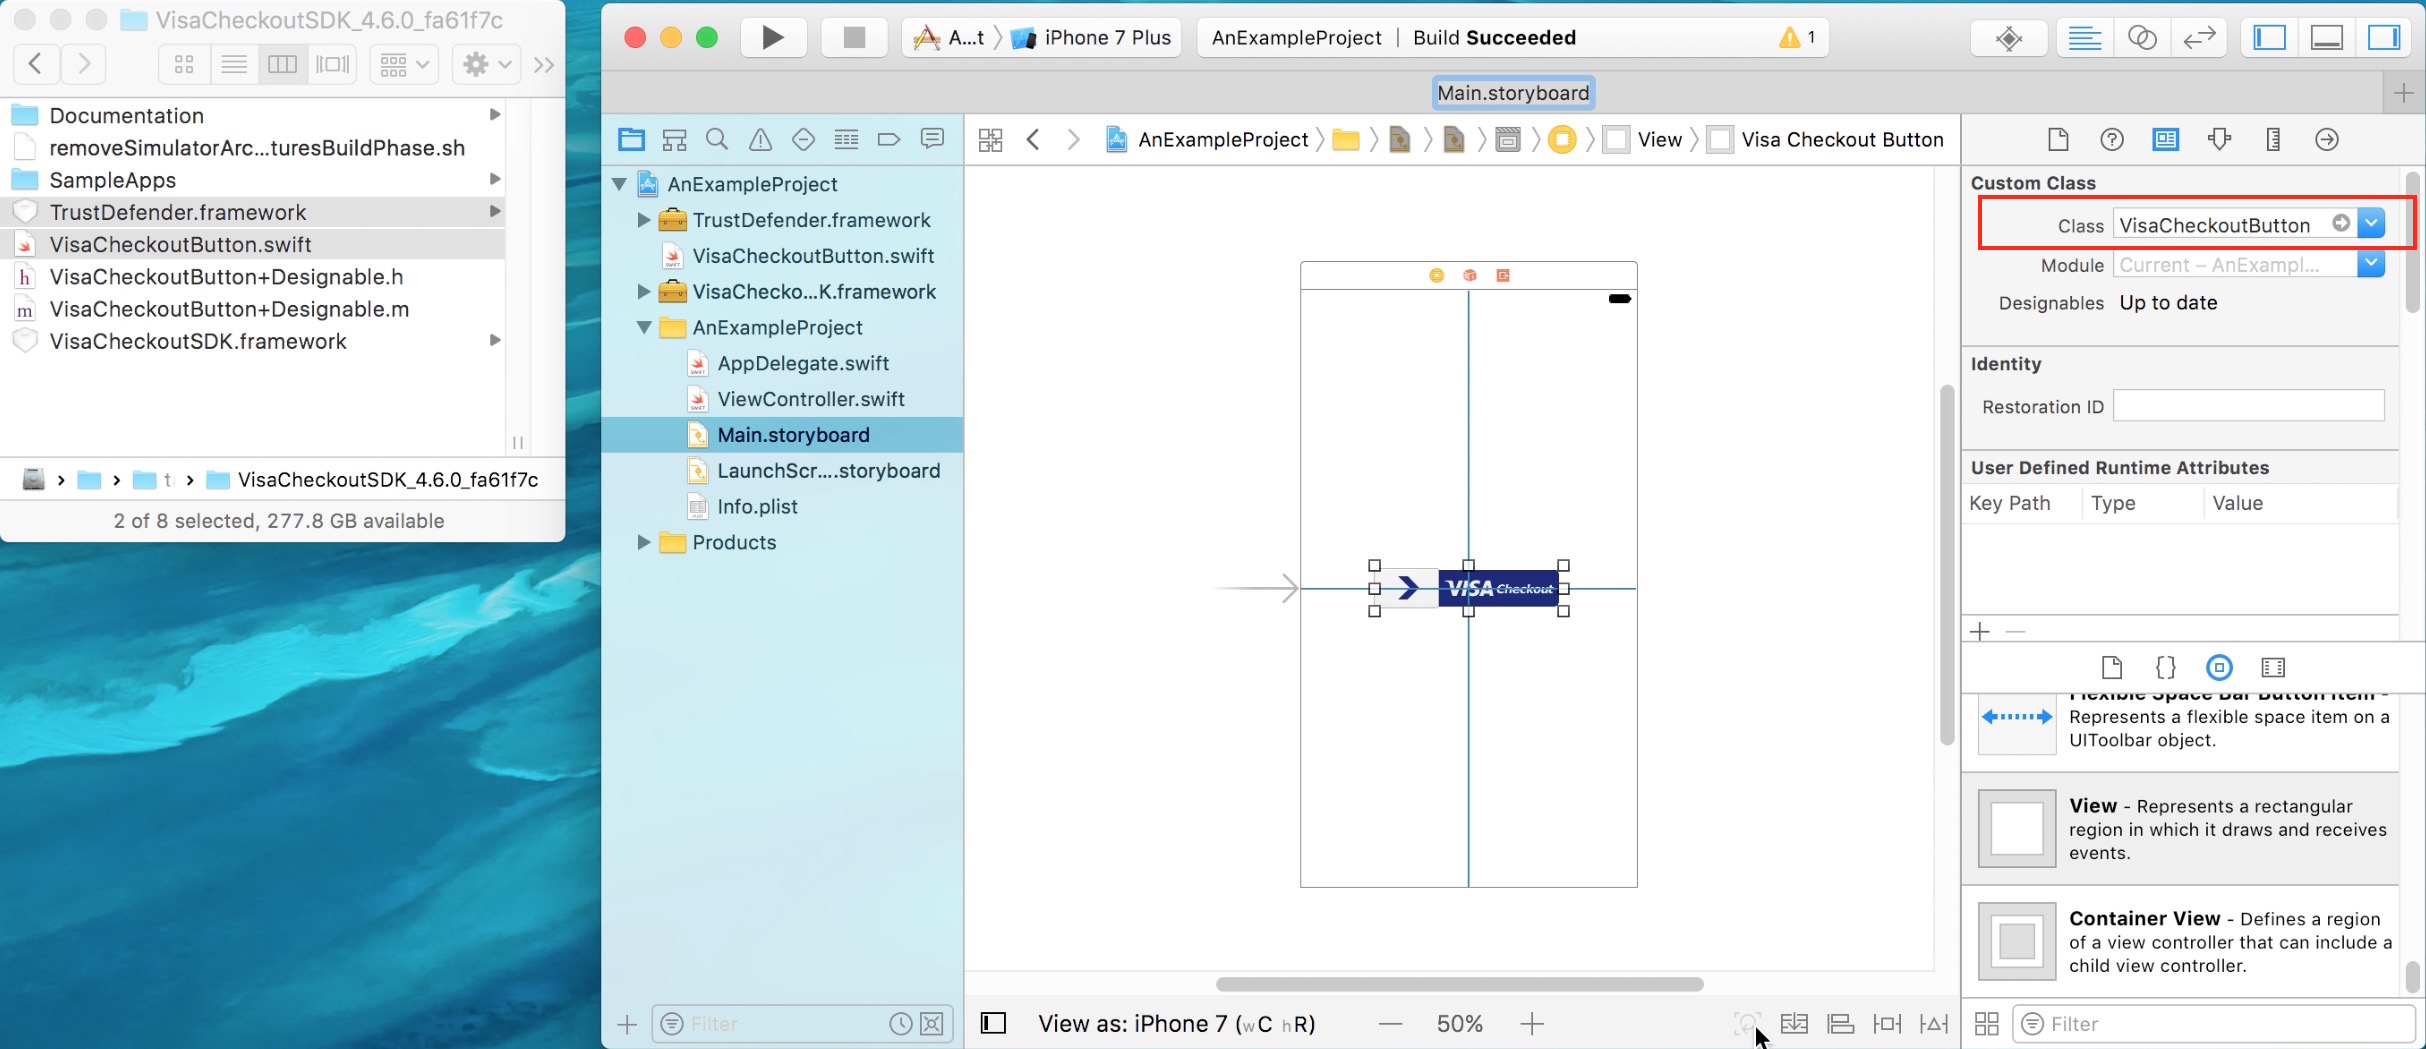 VisaCheckoutSDK_4.6.0_fa61f7c
Documentation
removeSimulatorArc...turesBuildPhase.sh
SampleApps
TrustDefender.framework
VisaCheckoutButton.swift
VisaCheckoutButton+Designable.h
VisaCheckoutButton+Designable.m
VisaCheckoutSDK.framework
VisaCheckoutSDK_4.6.0_fa61f7c
2 of 8 selected, 277.8 GB available
A...t iPhone 7 Plus
AnExampleProject | Build Succeeded 1
Main.storyboard
AnExampleProject View Visa Checkout Button
AnExampleProject
TrustDefender.framework
VisaCheckoutButton.swift
VisaChecko...K.framework
AnExampleProject
AppDelegate.swift
ViewController.swift
Main.storyboard
LaunchScr....storyboard
Info.plist
Products
Filter
VISA Checkout
View as: iPhone 7 (wC hR)
50%
Custom Class
Class VisaCheckoutButton
Module Current – AnExampl...
Designables Up to date
Identity
Restoration ID
User Defined Runtime Attributes
Key Path Type Value
Flexible Space Bar Button Item -
Represents a flexible space item on a
UIToolbar object.
View - Represents a rectangular
region in which it draws and receives
events.
Container View - Defines a region
of a view controller that can include a
child view controller.
Filter